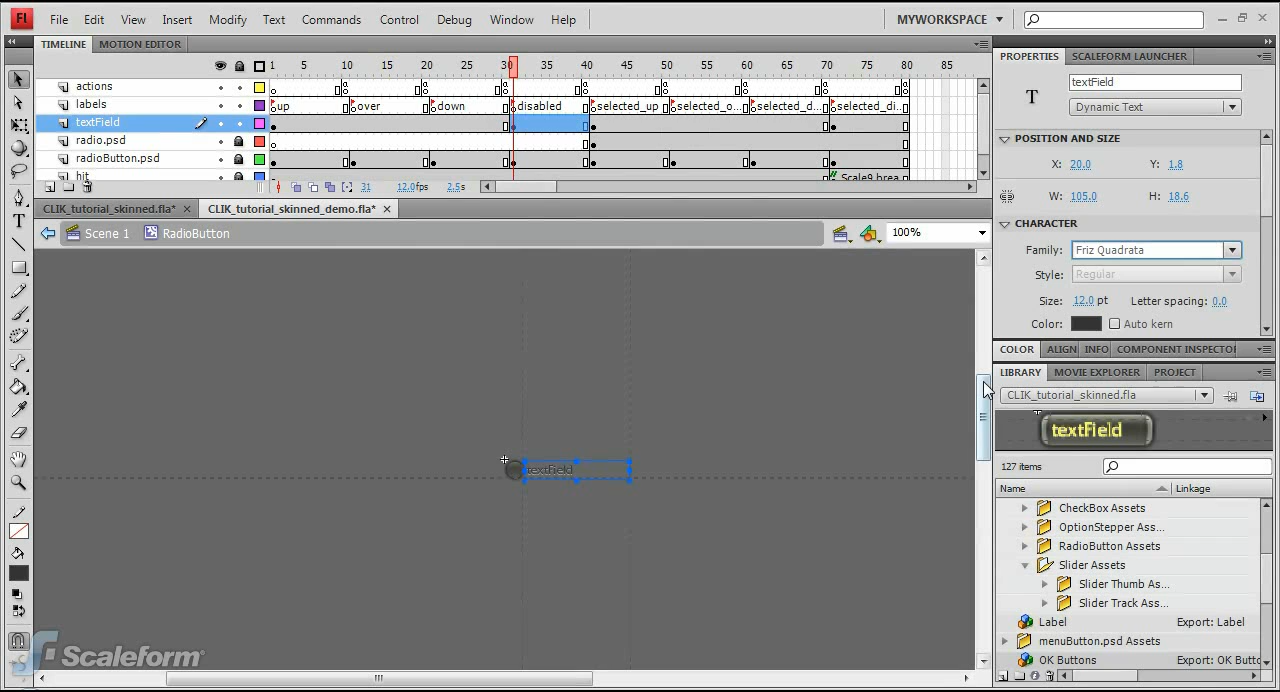 Fl File Edit View Insert Modify Text Commands Control Debug Window Help MYWORKSPACE
TIMELINE MOTION EDITOR
1 5 10 15 20 25 30 35 40 45 50 55 60 65 70 75 80 85
actions
labels up over down disabled selected_up selected_o... selected_d... selected_di...
textField
radio.psd
radioButton.psd
hit Scale9 brea
31 12.0fps 2.5s
CLIK_tutorial_skinned.fla* CLIK_tutorial_skinned_demo.fla*
Scene 1 RadioButton 100%
textField
Scaleform
PROPERTIES SCALEFORM LAUNCHER
T textField
Dynamic Text
POSITION AND SIZE
X: 20.0 Y: 1.8
W: 105.0 H: 18.6
CHARACTER
Family: Friz Quadrata
Style: Regular
Size: 12.0 pt Letter spacing: 0.0
Color: Auto kern
COLOR ALIGN INFO COMPONENT INSPECTOR
LIBRARY MOVIE EXPLORER PROJECT
CLIK_tutorial_skinned.fla
textField
127 items
Name Linkage
CheckBox Assets
OptionStepper Ass...
RadioButton Assets
Slider Assets
Slider Thumb As...
Slider Track Ass...
Label Export: Label
menuButton.psd Assets
OK Buttons Export: OK Butto